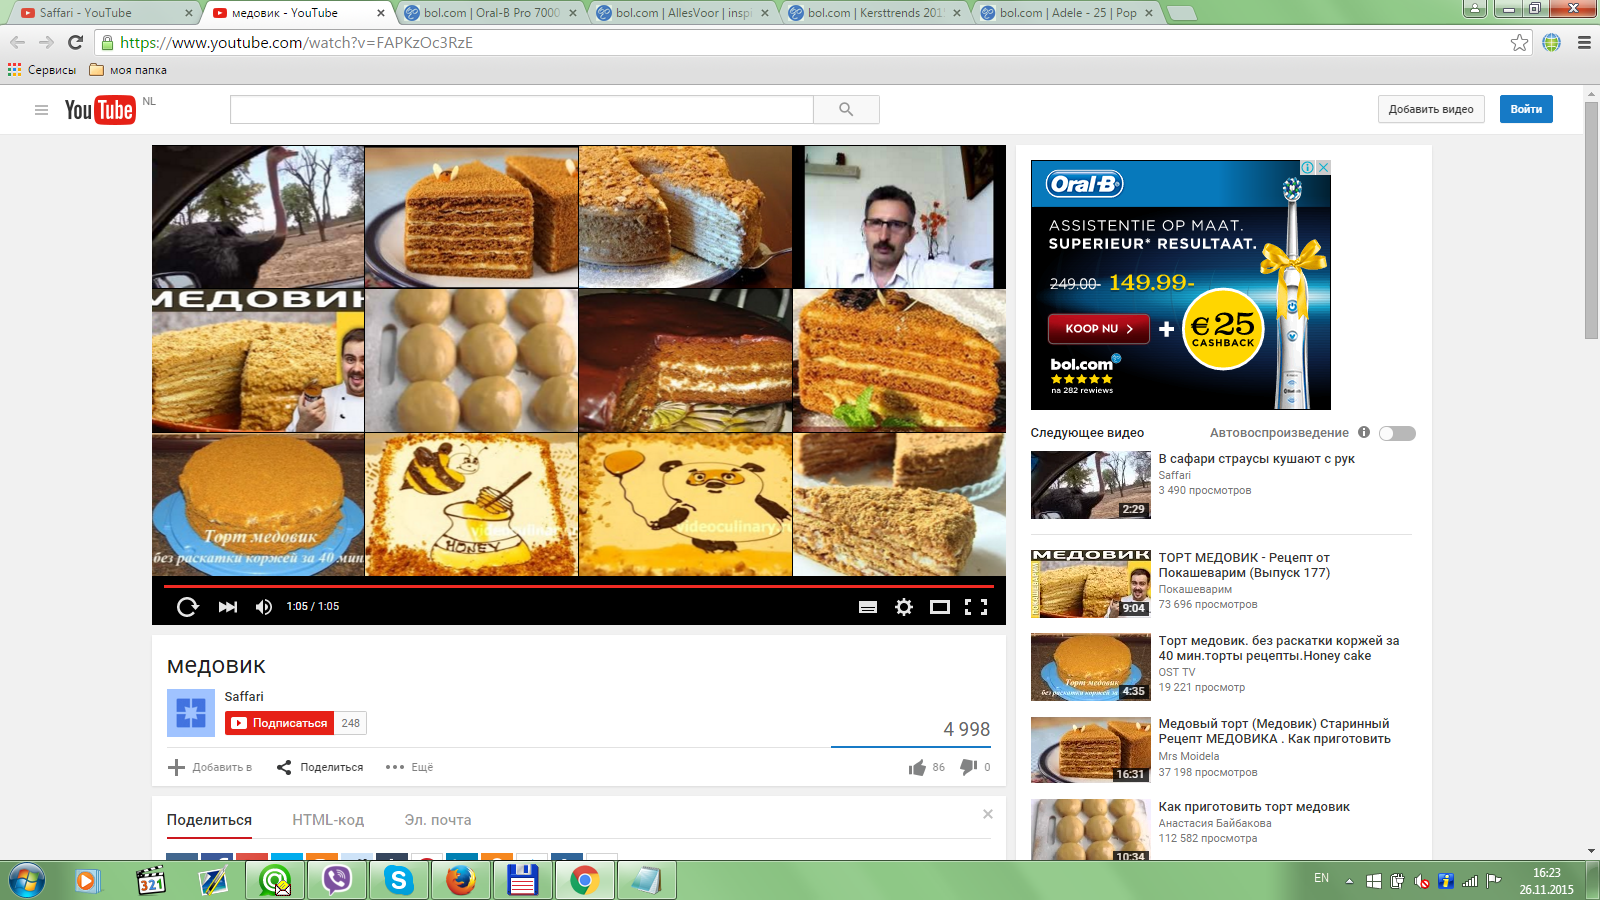 Saffari - YouTube
медовик - YouTube
bol.com | Oral-B Pro 7000
bol.com | AllesVoor | inspi
bol.com | Kersttrends 201
bol.com | Adele - 25 | Pop
https://www.youtube.com/watch?v=FAPKzOc3RzE
Сервисы
моя папка
YouTube NL
Добавить видео
Войти
МЕДОВИК
Торт медовик
без раскатки коржей за 40 мин
HONEY
videoculinary
1:05 / 1:05
медовик
Saffari
Подписаться 248
4 998
Добавить в
Поделиться
Ещё
86
0
Поделиться
HTML-код
Эл. почта
Oral-B
ASSISTENTIE OP MAAT.
SUPERIEUR* RESULTAAT.
249.00- 149.99-
KOOP NU > + € 25
CASHBACK
bol.com
na 282 rewiews
Следующее видео
Автовоспроизведение
В сафари страусы кушают с рук
Saffari
3 490 просмотров
2:29
МЕДОВИК
ТОРТ МЕДОВИК - Рецепт от
Покашеварим (Выпуск 177)
Покашеварим
73 696 просмотров
9:04
Торт медовик. без раскатки коржей за
40 мин.торты рецепты.Honey cake
OST TV
19 221 просмотр
Торт медовик
4:35
Медовый торт (Медовик) Старинный
Рецепт МЕДОВИКА . Как приготовить
Mrs Moidela
37 198 просмотров
16:31
Как приготовить торт медовик
Анастасия Байбакова
112 582 просмотра
10:34
321
EN
16:23
26.11.2015